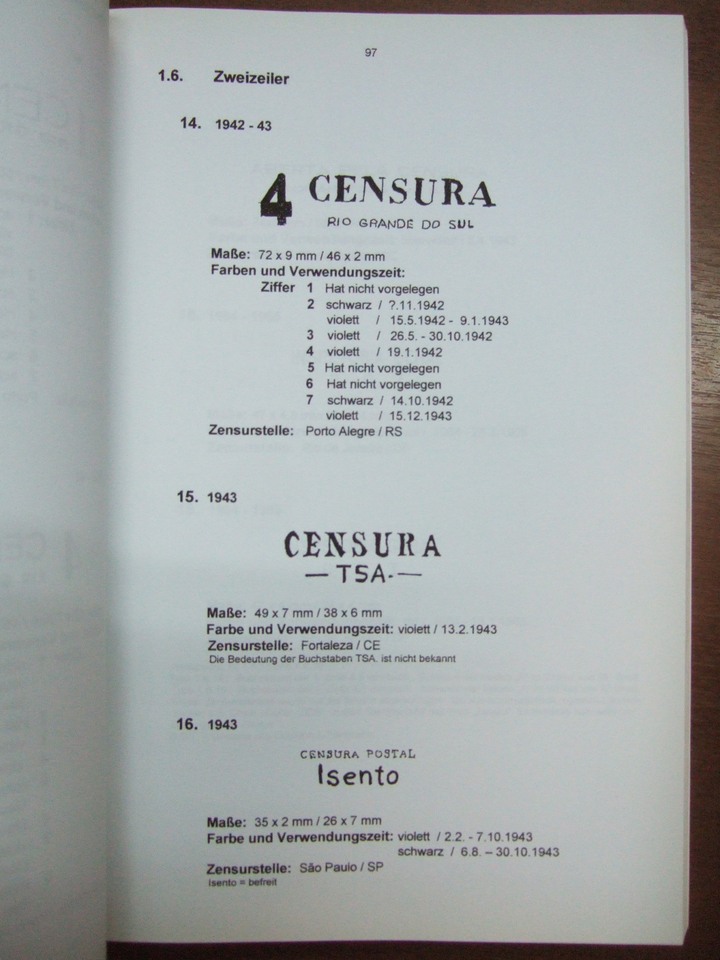 97
1.6. Zweizeiler
14. 1942 - 43
4 CENSURA
RIO GRANDE DO SUL
Maße: 72 x 9 mm / 46 x 2 mm
Farben und Verwendungszeit:
Ziffer 1 Hat nicht vorgelegen
2 schwarz / ?.11.1942
violett / 15.5.1942 - 9.1.1943
3 violett / 26.5. - 30.10.1942
4 violett / 19.1.1942
5 Hat nicht vorgelegen
6 Hat nicht vorgelegen
7 schwarz / 14.10.1942
violett / 15.12.1943
Zensurstelle: Porto Alegre / RS
15. 1943
CENSURA
— TSA. —
Maße: 49 x 7 mm / 38 x 6 mm
Farbe und Verwendungszeit: violett / 13.2.1943
Zensurstelle: Fortaleza / CE
Die Bedeutung der Buchstaben TSA. ist nicht bekannt
16. 1943
CENSURA POSTAL
Isento
Maße: 35 x 2 mm / 26 x 7 mm
Farbe und Verwendungszeit: violett / 2.2. - 7.10.1943
schwarz / 6.8. – 30.10.1943
Zensurstelle: São Paulo / SP
Isento = befreit